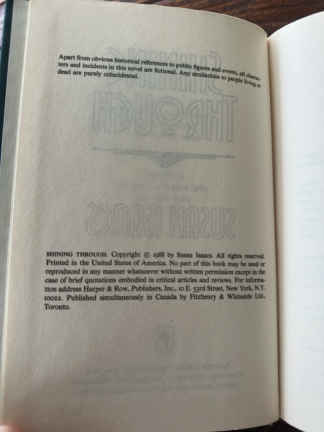 Apart from obvious historical references to public figures and events, all charac-
ters and incidents in this novel are fictional. Any similarities to people living or
dead are purely coincidental.
SHINING THROUGH. Copyright © 1988 by Susan Isaacs. All rights reserved.
Printed in the United States of America. No part of this book may be used or
reproduced in any manner whatsoever without written permission except in the
case of brief quotations embodied in critical articles and reviews. For informa-
tion address Harper & Row, Publishers, Inc., 10 E. 53rd Street, New York, N.Y.
10022. Published simultaneously in Canada by Fitzhenry & Whiteside Ltd.,
Toronto.